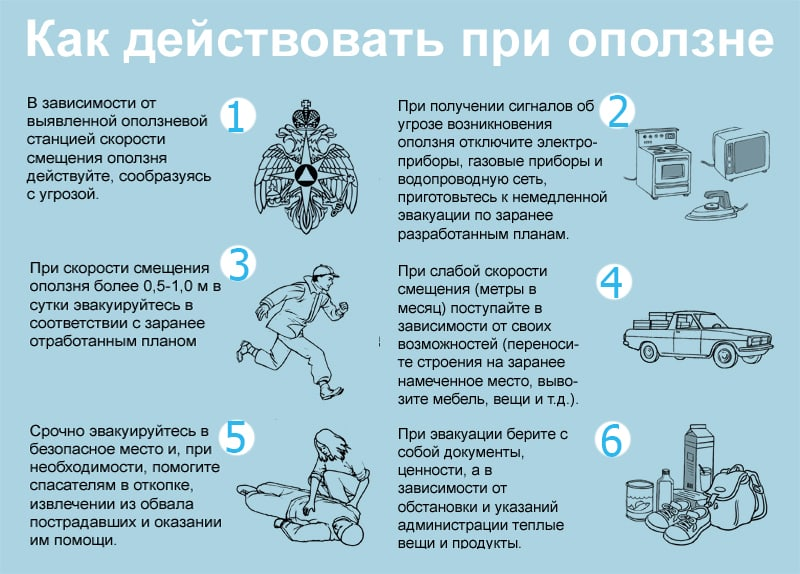 Как действовать при оползне
1
В зависимости от
выявленной оползневой
станцией скорости
смещения оползня
действуйте, сообразуясь
с угрозой.
2
При получении сигналов об
угрозе возникновения
оползня отключите электро-
приборы, газовые приборы и
водопроводную сеть,
приготовьтесь к немедленной
эвакуации по заранее
разработанным планам.
3
При скорости смещения
оползня более 0,5-1,0 м в
сутки эвакуируйтесь в
соответствии с заранее
отработанным планом
4
При слабой скорости
смещения (метры в
месяц) поступайте в
зависимости от своих
возможностей (переноси-
те строения на заранее
намеченное место, выво-
зите мебель, вещи и т.д.).
5
Срочно эвакуируйтесь в
безопасное место и, при
необходимости, помогите
спасателям в откопке,
извлечении из обвала
пострадавших и оказании
им помощи.
6
При эвакуации берите с
собой документы,
ценности, а в
зависимости от
обстановки и указаний
администрации теплые
вещи и продукты.